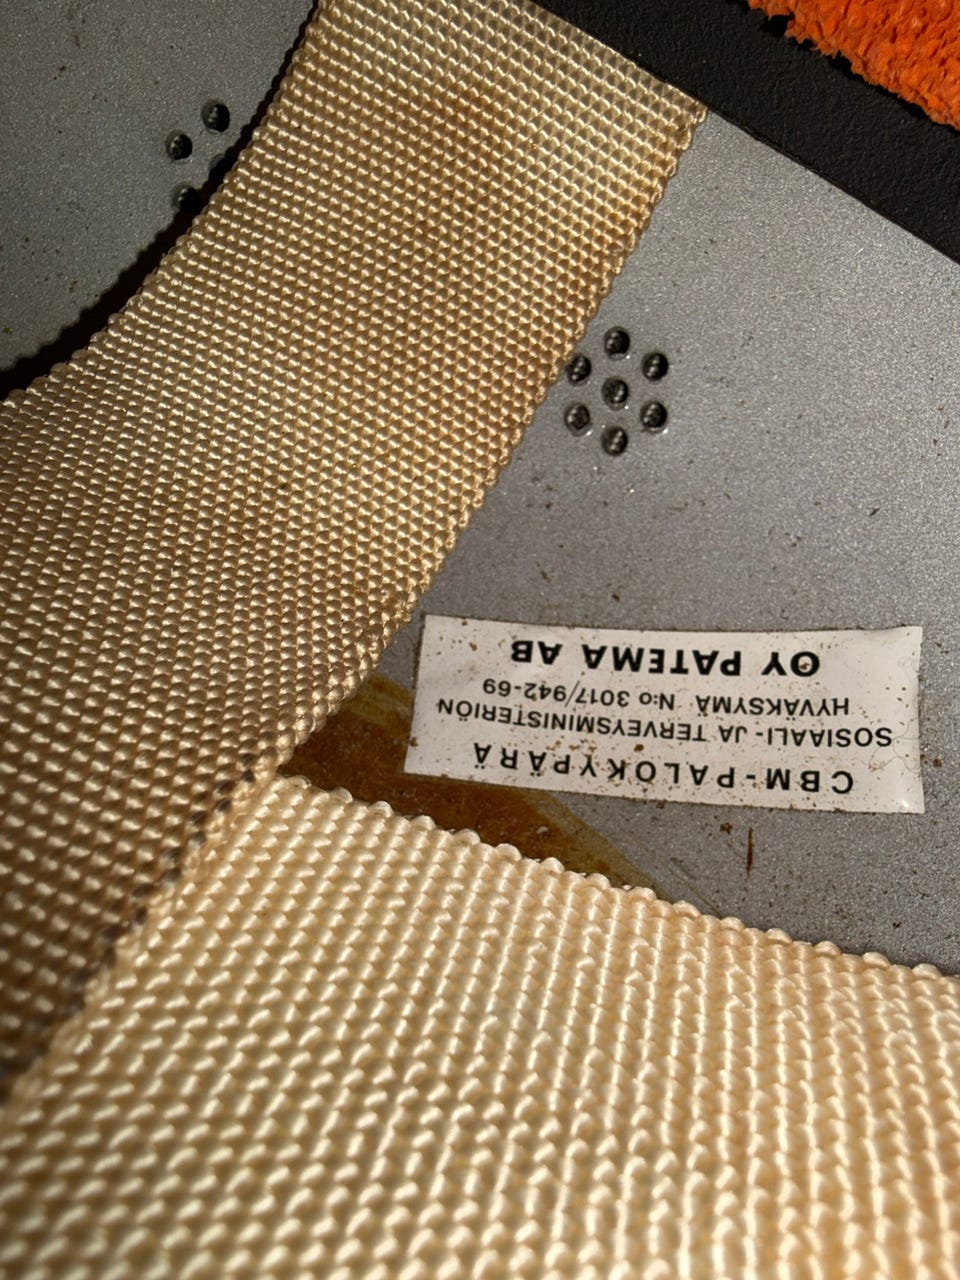 CBM-PALOKYPÄRÄ
SOSIAALI- JA TERVEYSMINISTERIÖN
HYVÄKSYMÄ N:o 3017/942-69
OY PATEMA AB